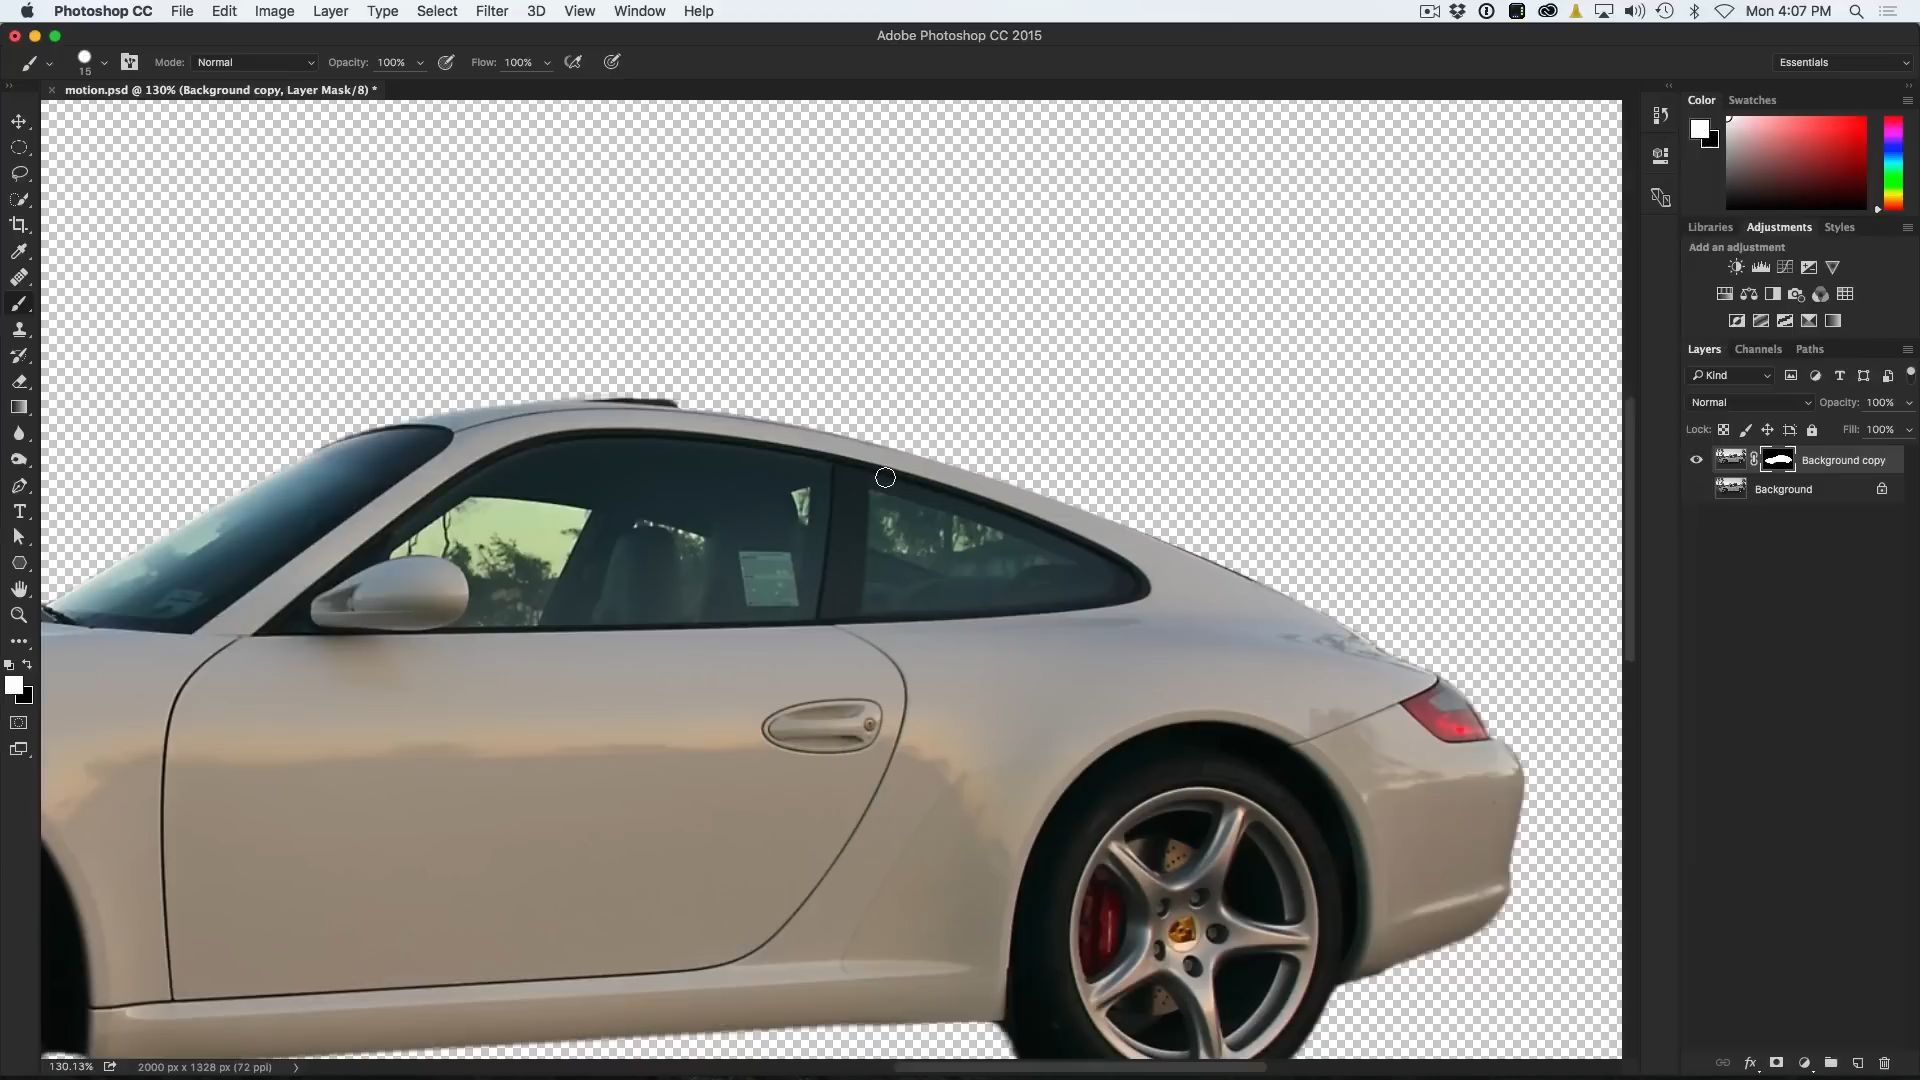 Photoshop CC File Edit Image Layer Type Select Filter 3D View Window Help Mon 4:07 PM
Adobe Photoshop CC 2015
15 Mode: Normal Opacity: 100% Flow: 100% Essentials
motion.psd @ 130% (Background copy, Layer Mask/8) *
Color Swatches
Libraries Adjustments Styles
Add an adjustment
Layers Channels Paths
Kind
Normal Opacity: 100%
Lock: Fill: 100%
Background copy
Background
130.13% 2000 px x 1328 px (72 ppi)